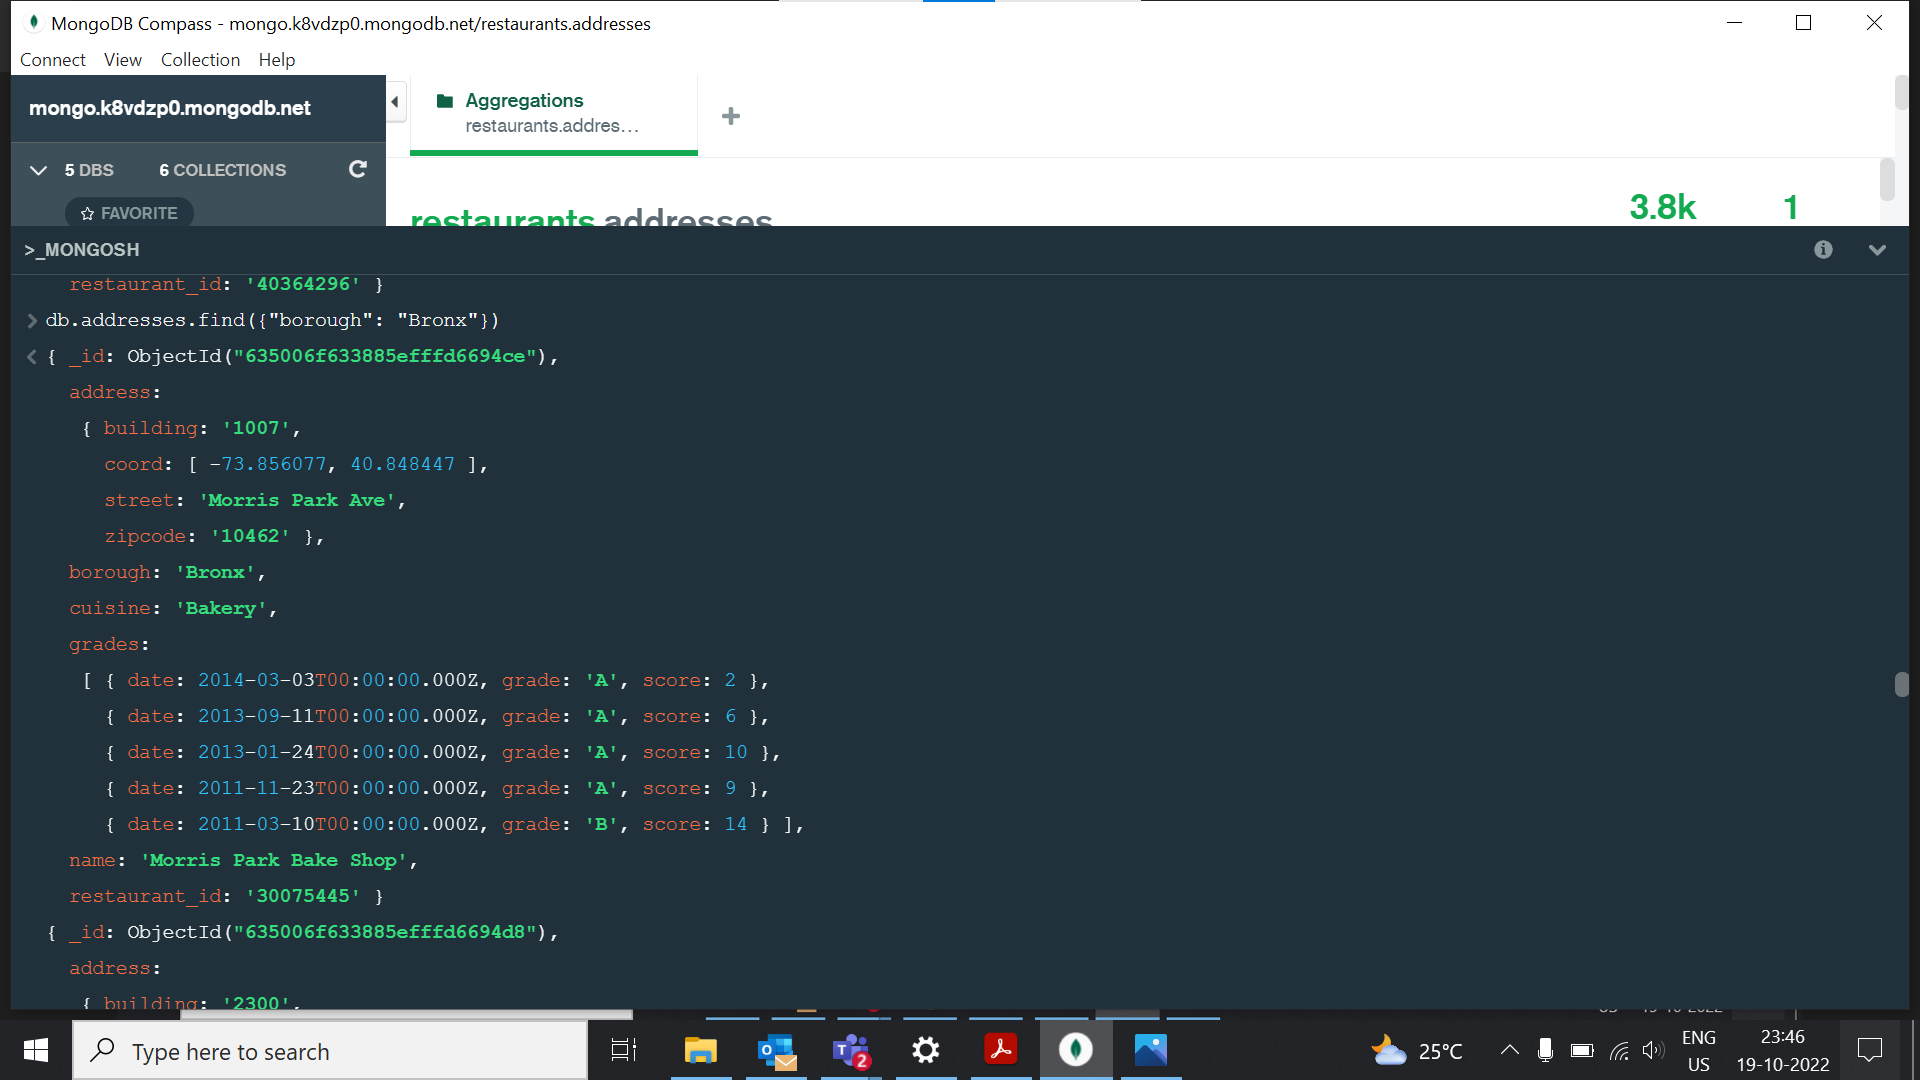 MongoDB Compass - mongo.k8vdzp0.mongodb.net/restaurants.addresses
Connect View Collection Help
mongo.k8vdzp0.mongodb.net
Aggregations
restaurants.addres...
5 DBS 6 COLLECTIONS
FAVORITE
restaurants.addresses
3.8k 1
>_MONGOSH
restaurant_id: '40364296' }
> db.addresses.find({"borough": "Bronx"})
< { _id: ObjectId("635006f633885efffd6694ce"),
address:
{ building: '1007',
coord: [ -73.856077, 40.848447 ],
street: 'Morris Park Ave',
zipcode: '10462' },
borough: 'Bronx',
cuisine: 'Bakery',
grades:
[ { date: 2014-03-03T00:00:00.000Z, grade: 'A', score: 2 },
{ date: 2013-09-11T00:00:00.000Z, grade: 'A', score: 6 },
{ date: 2013-01-24T00:00:00.000Z, grade: 'A', score: 10 },
{ date: 2011-11-23T00:00:00.000Z, grade: 'A', score: 9 },
{ date: 2011-03-10T00:00:00.000Z, grade: 'B', score: 14 } ],
name: 'Morris Park Bake Shop',
restaurant_id: '30075445' }
{ _id: ObjectId("635006f633885efffd6694d8"),
address:
{ building: '2300',
Type here to search
2
25°C
ENG
US
23:46
19-10-2022